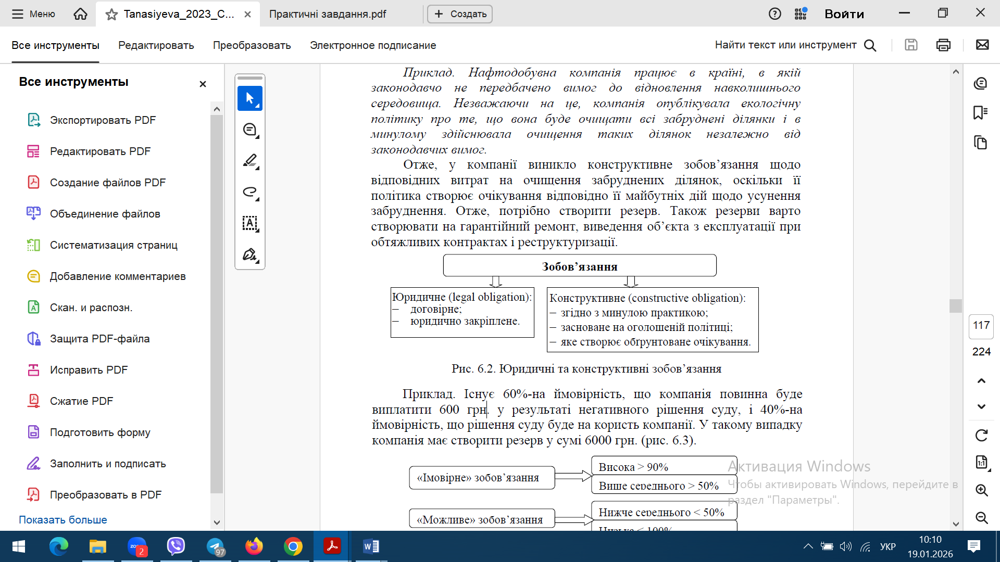 Меню
Tanasiyeva_2023_C...
Практичні завдання.pdf
Создать
Войти
Все инструменты
Редактировать
Преобразовать
Электронное подписание
Найти текст или инструмент
Все инструменты
Экспортировать PDF
Редактировать PDF
Создание файлов PDF
Объединение файлов
Систематизация страниц
Добавление комментариев
Скан. и распозн.
Защита PDF-файла
Исправить PDF
Сжатие PDF
Подготовить форму
Заполнить и подписать
Преобразовать в PDF
Показать больше
Приклад. Нафтодобувна компанія працює в країні, в якій
законодавчо не передбачено вимог до відновлення навколишнього
середовища. Незважаючи на це, компанія опублікувала екологічну
політику про те, що вона буде очищати всі забруднені ділянки і в
минулому здійснювала очищення таких ділянок незалежно від
законодавчих вимог.
Отже, у компанії виникло конструктивне зобов’язання щодо
відповідних витрат на очищення забруднених ділянок, оскільки її
політика створює очікування відповідно її майбутніх дій щодо усунення
забруднення. Отже, потрібно створити резерв. Також резерви варто
створювати на гарантійний ремонт, виведення об’єкта з експлуатації при
обтяжливих контрактах і реструктуризації.
Зобов’язання
Юридичне (legal obligation):
– договірне;
– юридично закріплене.
Конструктивне (constructive obligation):
– згідно з минулою практикою;
– засноване на оголошеній політиці;
– яке створює обґрунтоване очікування.
Рис. 6.2. Юридичні та конструктивні зобов’язання
Приклад. Існує 60%-на ймовірність, що компанія повинна буде
виплатити 600 грн. у результаті негативного рішення суду, і 40%-на
ймовірність, що рішення суду буде на користь компанії. У такому випадку
компанія має створити резерв у сумі 6000 грн. (рис. 6.3).
«Імовірне» зобов’язання
Висока > 90%
Вище середнього > 50%
«Можливе» зобов’язання
Нижче середнього < 50%
Низька < 100%
Активация Windows
Чтобы активировать Windows, перейдите в
раздел "Параметры".
117
224
1:1
zoom
2
97
УКР
10:10
19.01.2026